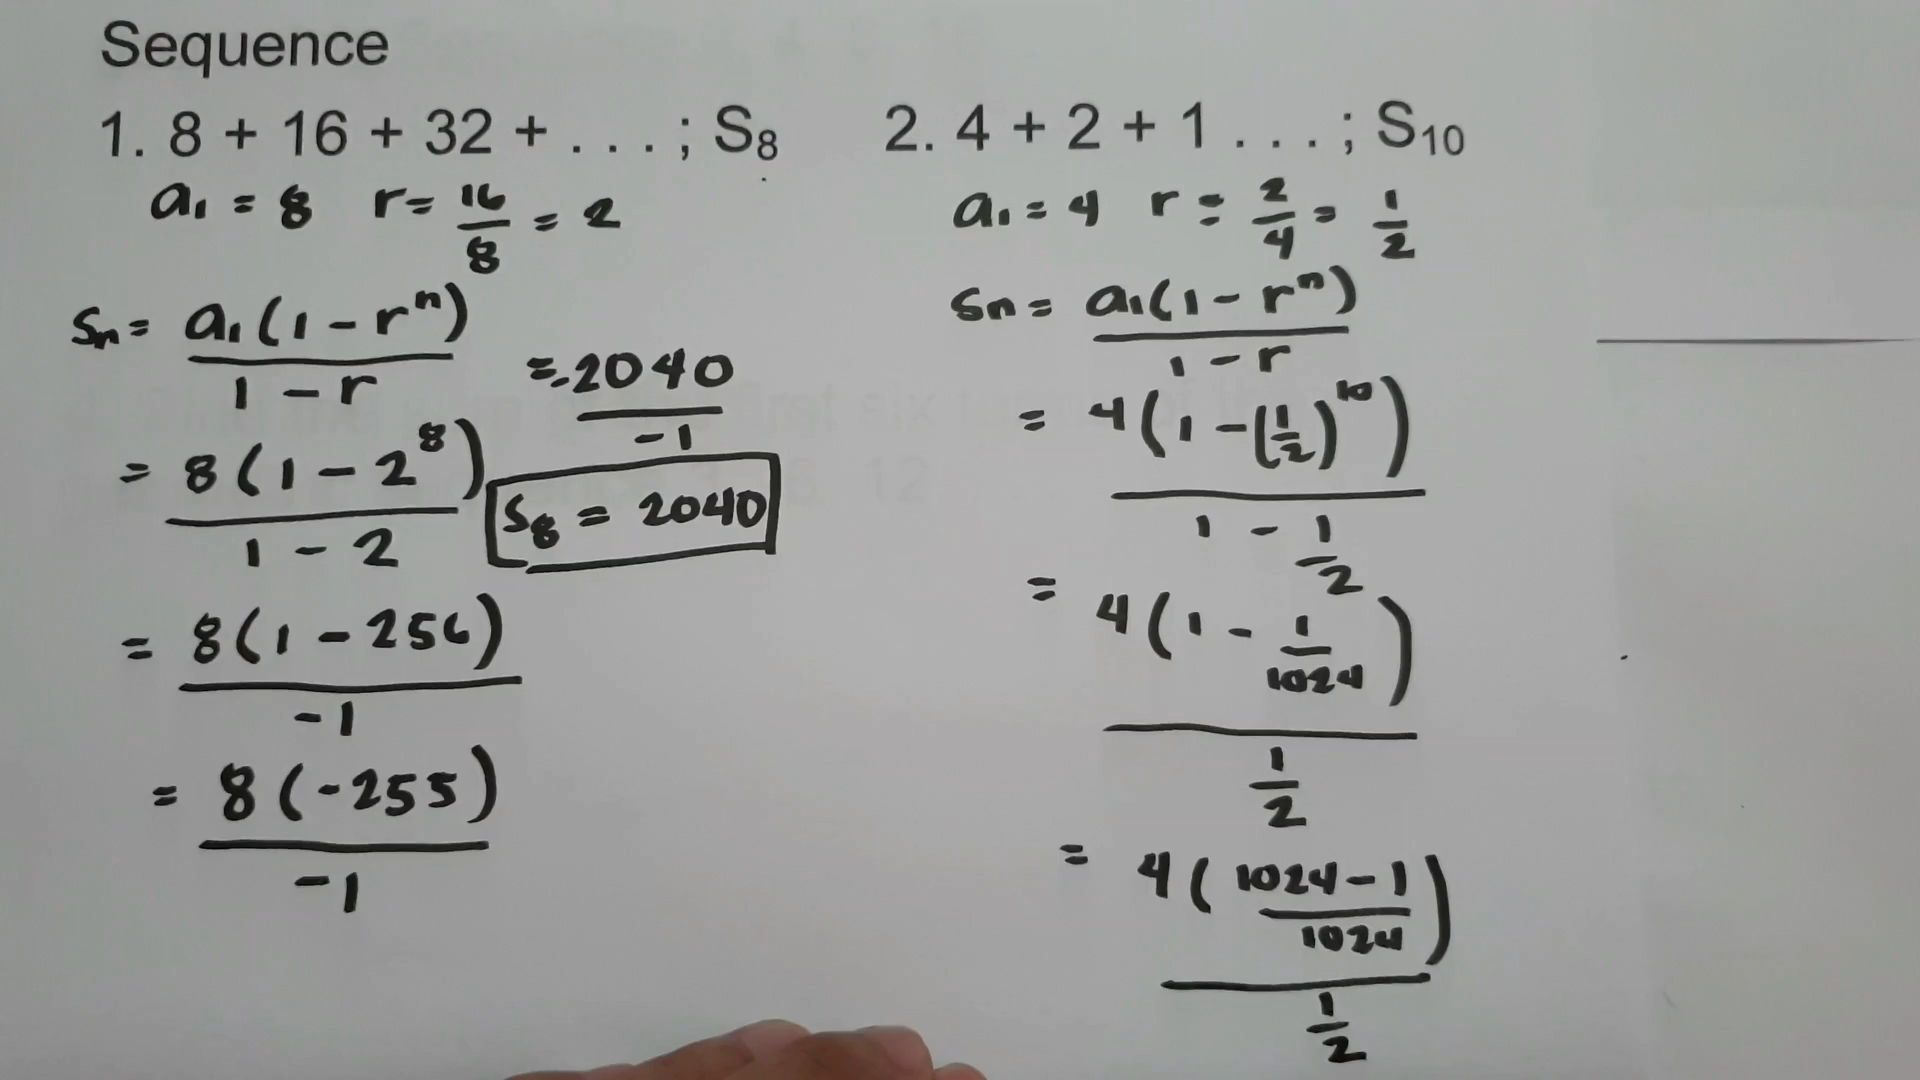 Sequence
1. 8 + 16 + 32 + . . . ; S₈
a₁ = 8 r = 16/8 = 2
Sₙ = a₁(1 - rⁿ) / 1 - r
= 8(1 - 2⁸) / 1 - 2
= 8(1 - 256) / -1
= 8(-255) / -1
= -2040 / -1
S₈ = 2040
2. 4 + 2 + 1 . . . ; S₁₀
a₁ = 4 r = 2/4 = 1/2
Sn = a₁(1 - rⁿ) / 1 - r
= 4(1 - (1/2)¹⁰) / 1 - 1/2
= 4(1 - 1/1024) / 1/2
= 4(1024 - 1 / 1024) / 1/2